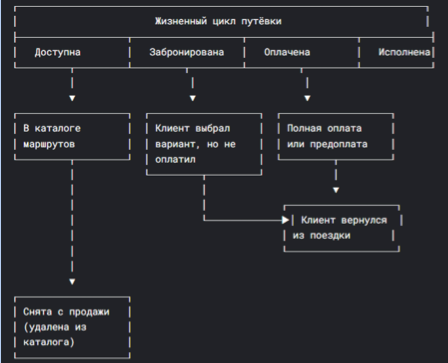 Жизненный цикл путёвки
Доступна Забронирована Оплачена Исполнена
В каталоге
маршрутов
Клиент выбрал
вариант, но не
оплатил
Полная оплата
или предоплата
Клиент вернулся
из поездки
Снята с продажи
(удалена из
каталога)